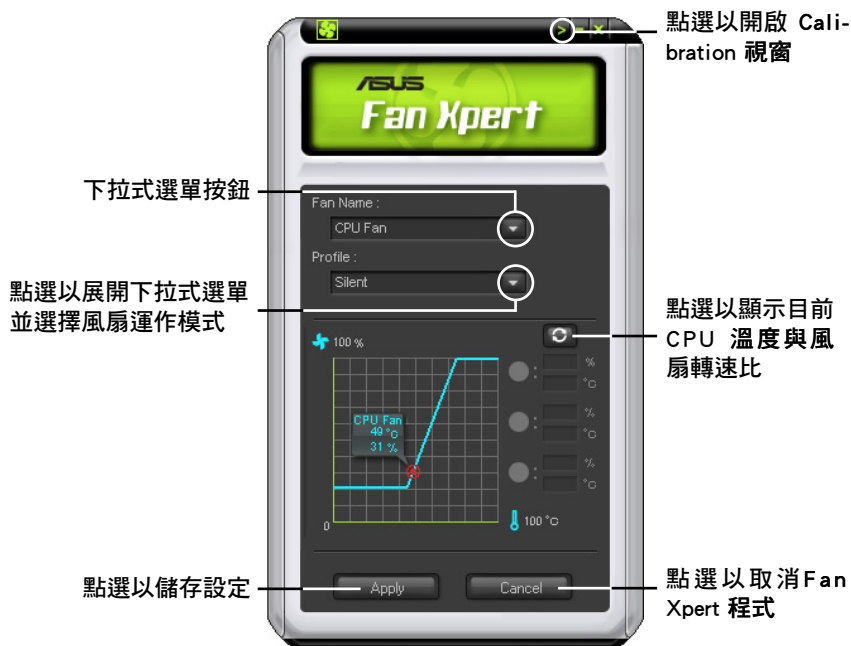 點選以開啟 Cali-
bration 視窗
ASUS
Fan Xpert
下拉式選單按鈕
Fan Name :
CPU Fan
Profile :
Silent
點選以展開下拉式選單
並選擇風扇運作模式
點選以顯示目前
CPU 溫度與風
扇轉速比
100 %
: %
°C
: %
°C
: %
°C
CPU Fan
49 °C
31 %
0
100 °C
點選以儲存設定
Apply
Cancel
點選以取消Fan
Xpert 程式